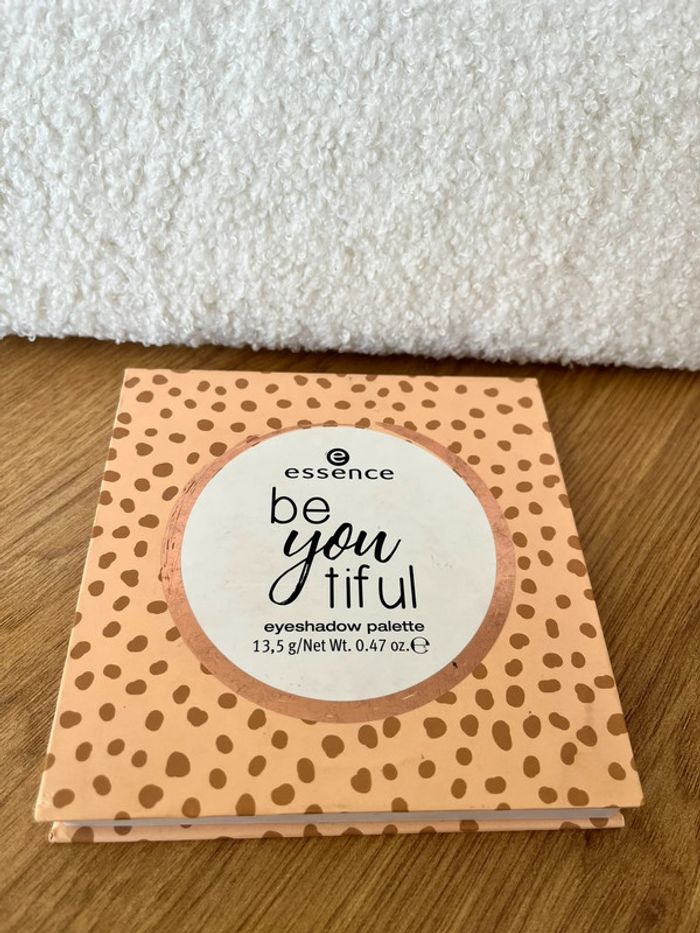 e
essence
be
you
tiful
eyeshadow palette
13,5 g/Net Wt. 0.47 oz.℮